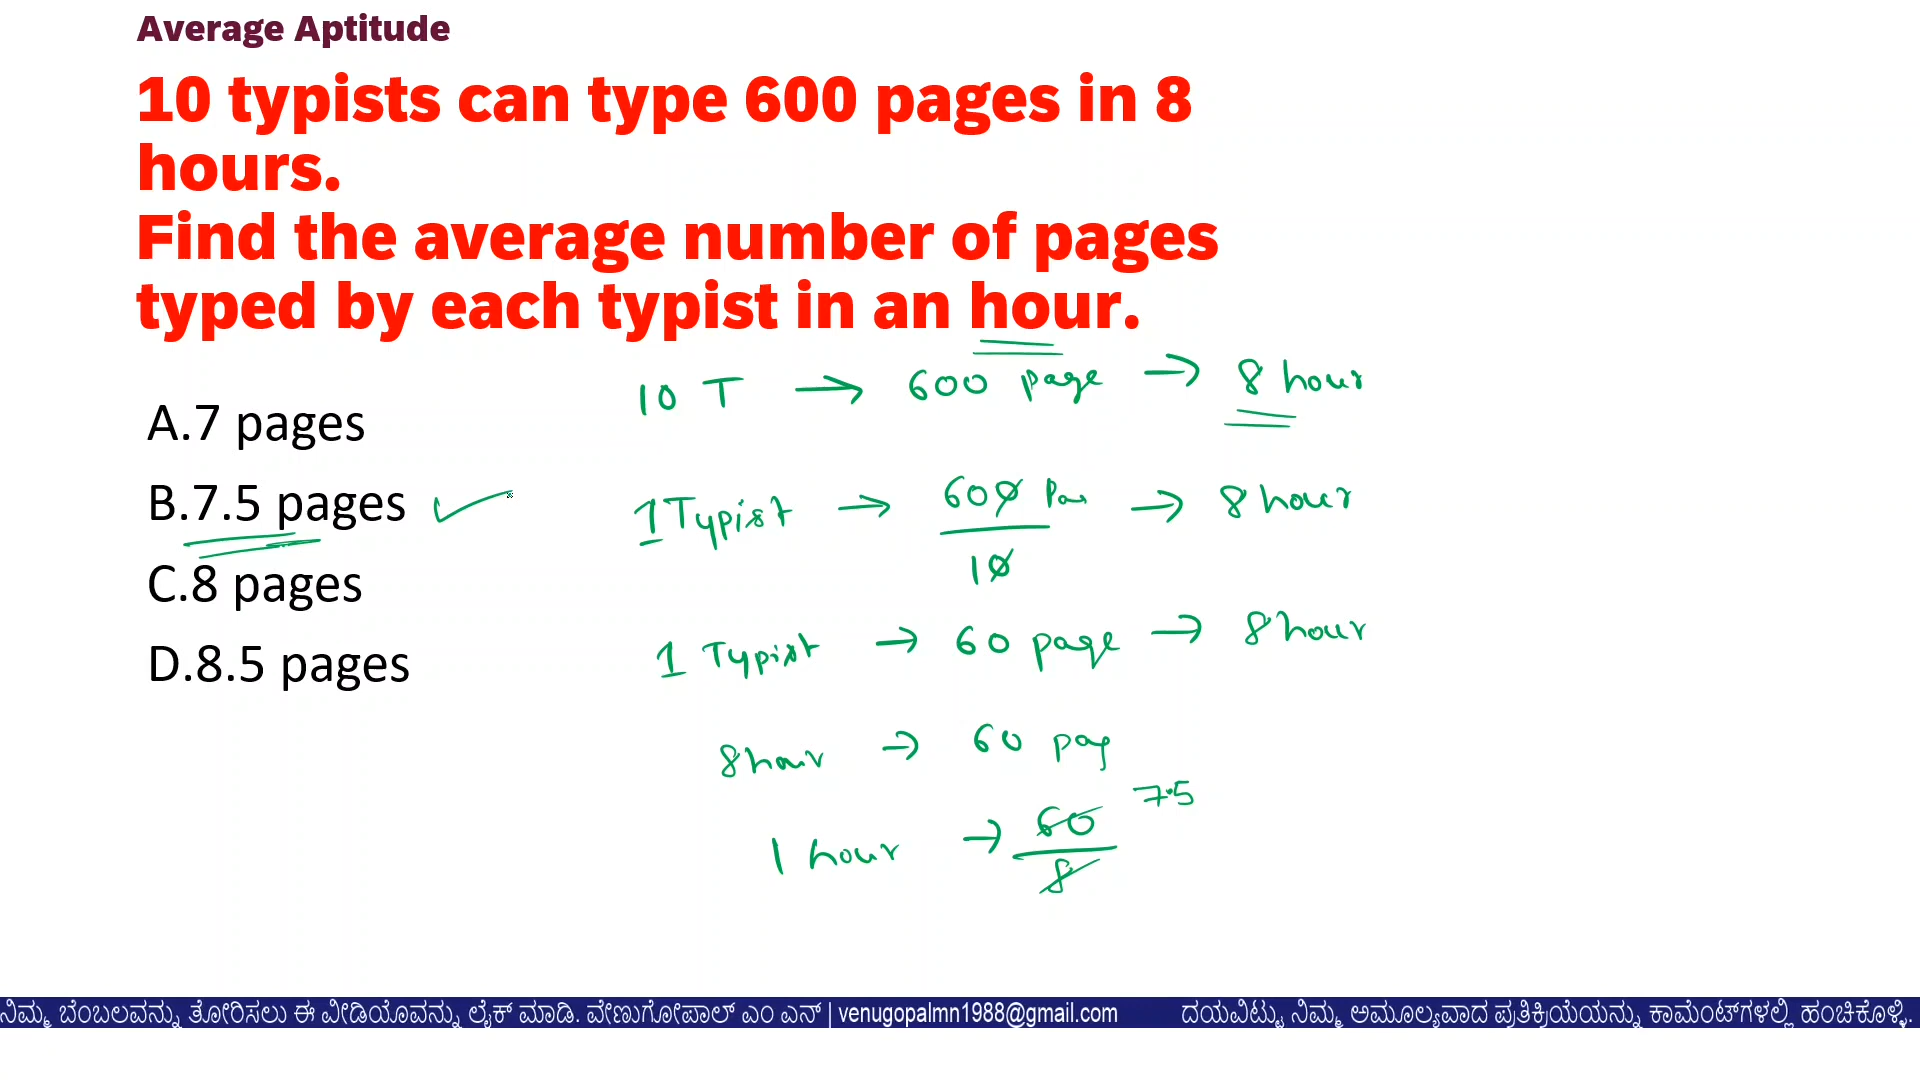 Average Aptitude
10 typists can type 600 pages in 8
hours.
Find the average number of pages
typed by each typist in an hour.
10 T → 600 page → 8 hour
A.7 pages
B.7.5 pages
1 Typist → 600 / 10 → 8 hour
C.8 pages
1 Typist → 60 page → 8 hour
D.8.5 pages
8 hour → 60 pag
1 hour → 60 / 8 7.5
ನಿಮ್ಮ ಬೆಂಬಲವನ್ನು ತೋರಿಸಲು ಈ ವೀಡಿಯೊವನ್ನು ಲೈಕ್ ಮಾಡಿ. ವೇಣುಗೋಪಾಲ್ ಎಂ ಎನ್ | venugopalmn1988@gmail.com ದಯವಿಟ್ಟು ನಿಮ್ಮ ಅಮೂಲ್ಯವಾದ ಪ್ರತಿಕ್ರಿಯೆಯನ್ನು ಕಾಮೆಂಟ್‌ಗಳಲ್ಲಿ ಹಂಚಿಕೊಳ್ಳಿ.